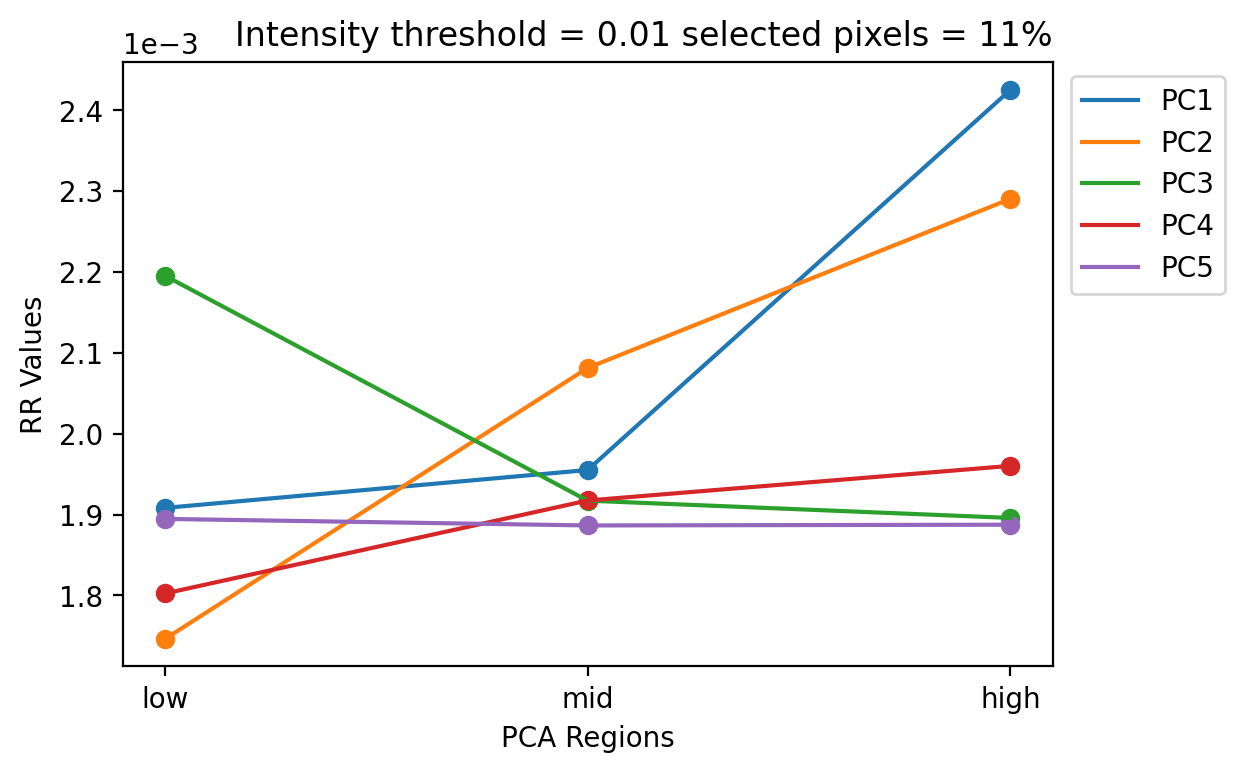 Intensity threshold = 0.01 selected pixels = 11%
1e−3
2.4
2.3
2.2
2.1
2.0
1.9
1.8
RR Values
low
mid
high
PCA Regions
PC1
PC2
PC3
PC4
PC5